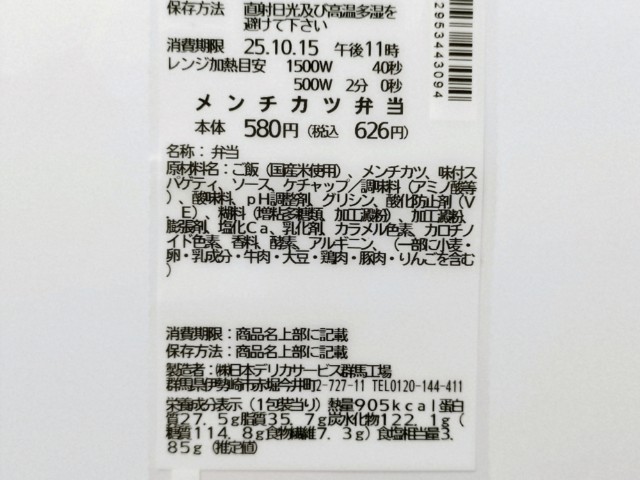 保存方法　直射日光及び高温多湿を
避けて下さい
消費期限　25.10.15　午後11時
レンジ加熱目安　1500W　40秒
500W　2分　0秒
メンチカツ弁当
本体　580円（税込　626円）
名称：弁当
原材料名：ご飯（国産米使用）、メンチカツ、味付ス
パゲティ、ソース、ケチャップ／調味料（アミノ酸等
）、酸味料、ｐH調整剤、グリシン、酸化防止剤（V．
E）、糊料（増粘多糖類、加工澱粉）、加工澱粉、
膨張剤、塩化Ca、乳化剤、カラメル色素、カロチノ
イド色素、香料、酵素、アルギニン、（一部に小麦・
卵・乳成分・牛肉・大豆・鶏肉・豚肉・りんごを含む
）
消費期限：商品名上部に記載
保存方法：商品名上部に記載
製造者：㈱日本デリカサービス群馬工場
群馬県伊勢崎市赤堀今井町2-727-11 TEL0120-144-411
栄養成分表示（1包装当り）熱量905kcal蛋白
質27．5g脂質35．7g炭水化物122．1g（
糖質114．8g食物繊維7．3g）食塩相当量3．
85g（推定値）
2953443094